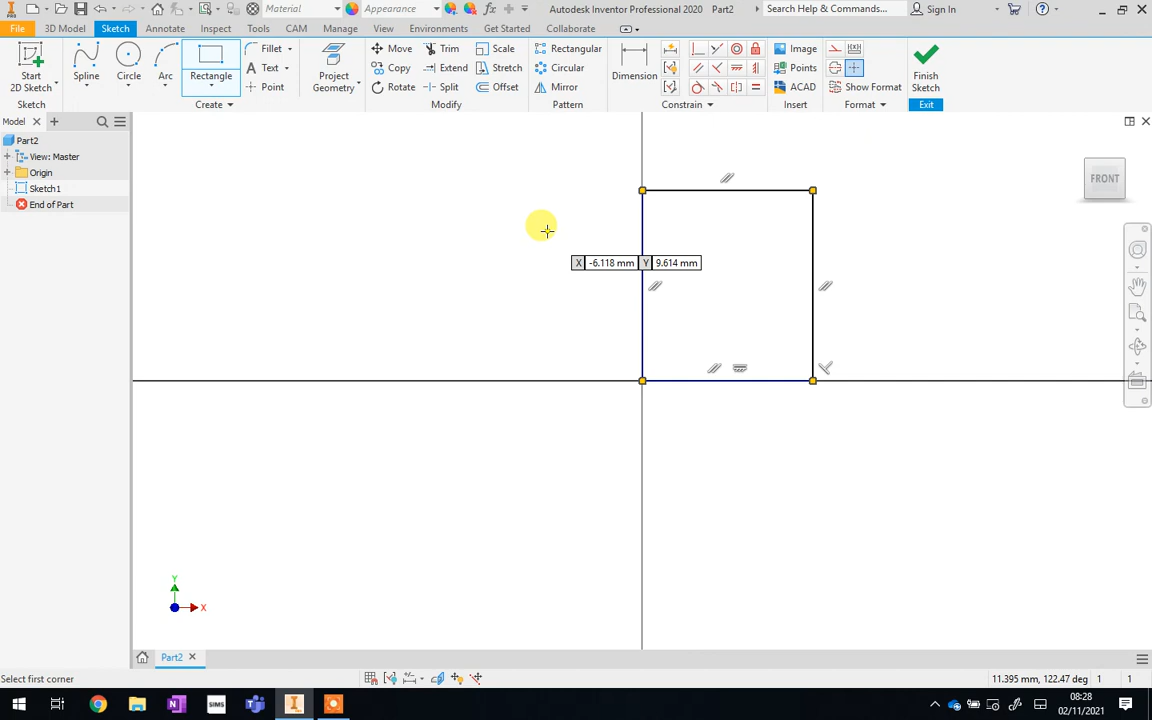 Material
Appearance
Autodesk Inventor Professional 2020 Part2
Search Help & Commands...
Sign In
File
3D Model
Sketch
Annotate
Inspect
Tools
CAM
Manage
View
Environments
Get Started
Collaborate
Start
2D Sketch
Spline
Circle
Arc
Rectangle
Fillet
Text
Point
Project
Geometry
Move
Copy
Rotate
Trim
Extend
Split
Scale
Stretch
Offset
Rectangular
Circular
Mirror
Dimension
Image
Points
ACAD
Show Format
Finish
Sketch
Sketch
Create
Modify
Pattern
Constrain
Insert
Format
Exit
Model
Part2
View: Master
Origin
Sketch1
End of Part
FRONT
X -6.118 mm Y 9.614 mm
Y
X
Part2
Select first corner
11.395 mm, 122.47 deg 1 1
SIMS
08:28
02/11/2021